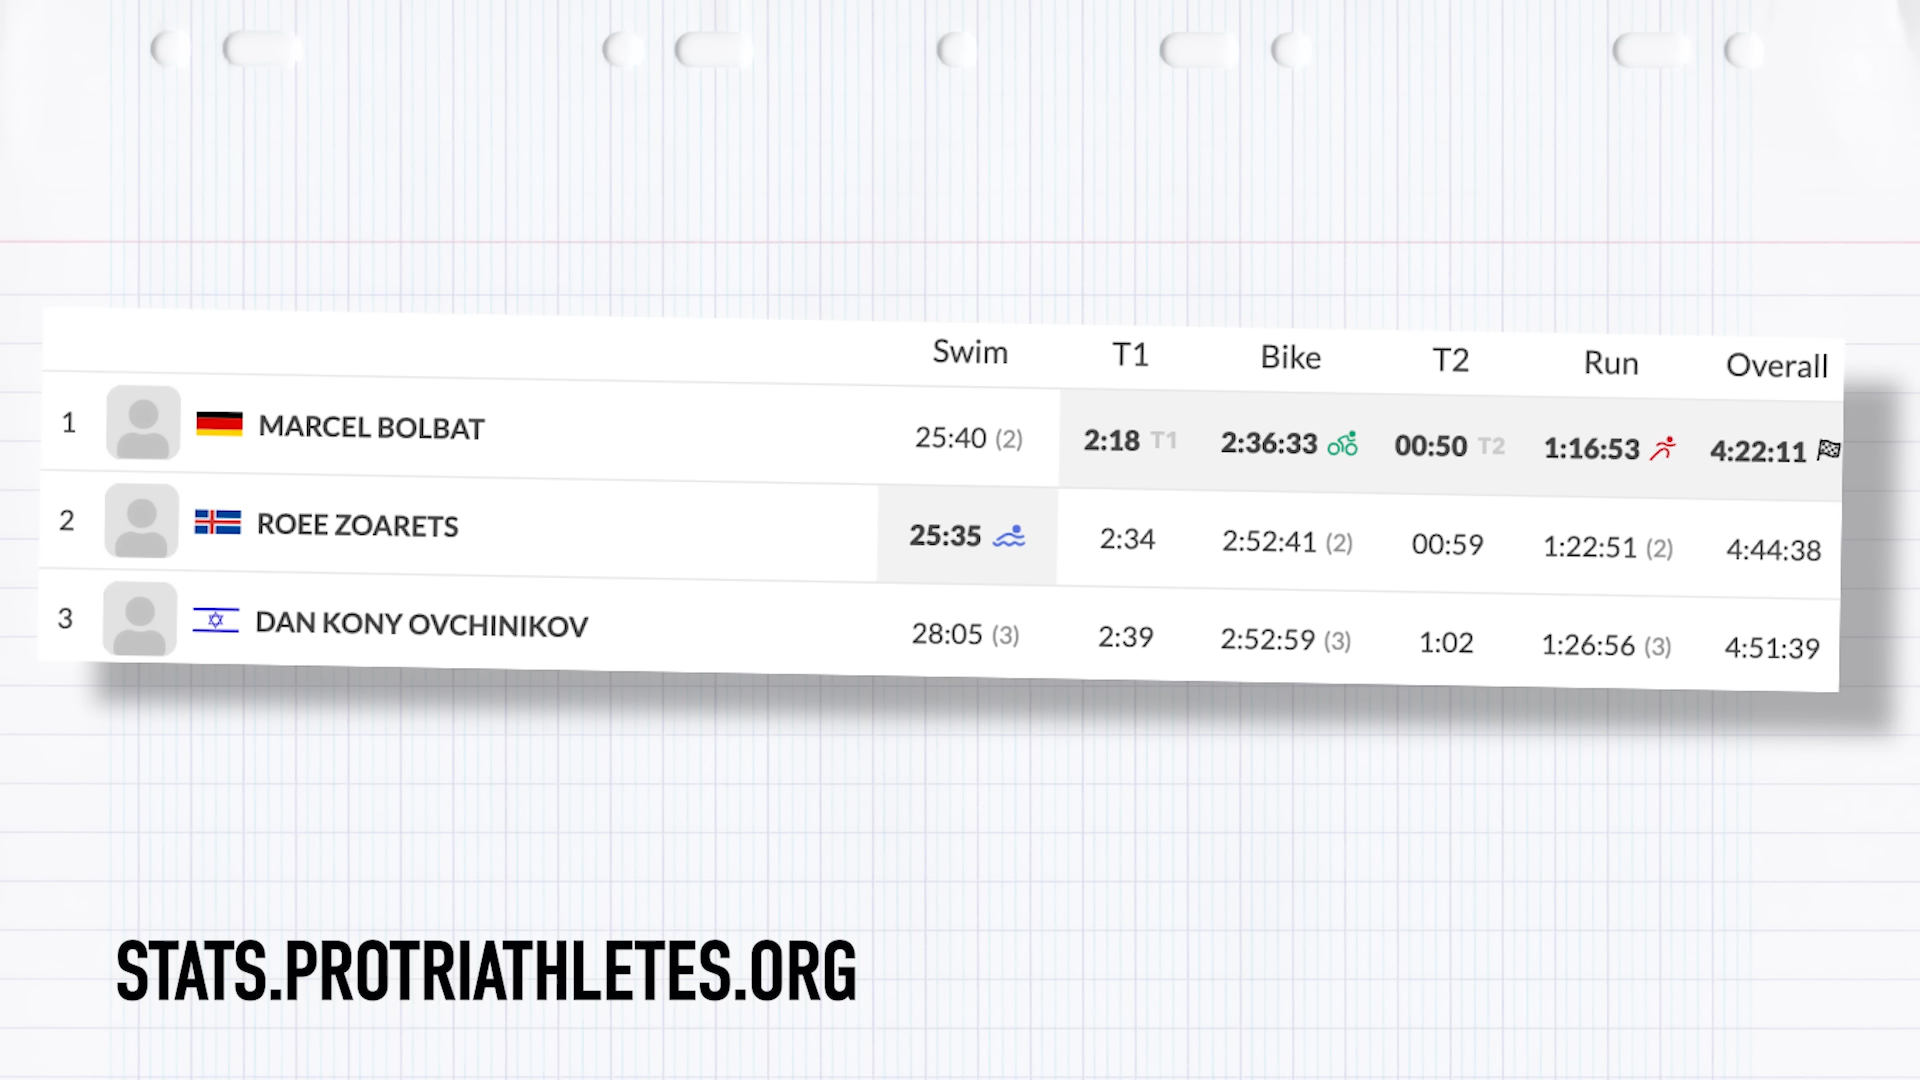 Swim T1 Bike T2 Run Overall
1 MARCEL BOLBAT 25:40 (2) 2:18 T1 2:36:33 00:50 T2 1:16:53 4:22:11
2 ROEE ZOARETS 25:35 2:34 2:52:41 (2) 00:59 1:22:51 (2) 4:44:38
3 DAN KONY OVCHINIKOV 28:05 (3) 2:39 2:52:59 (3) 1:02 1:26:56 (3) 4:51:39
STATS.PROTRIATHLETES.ORG